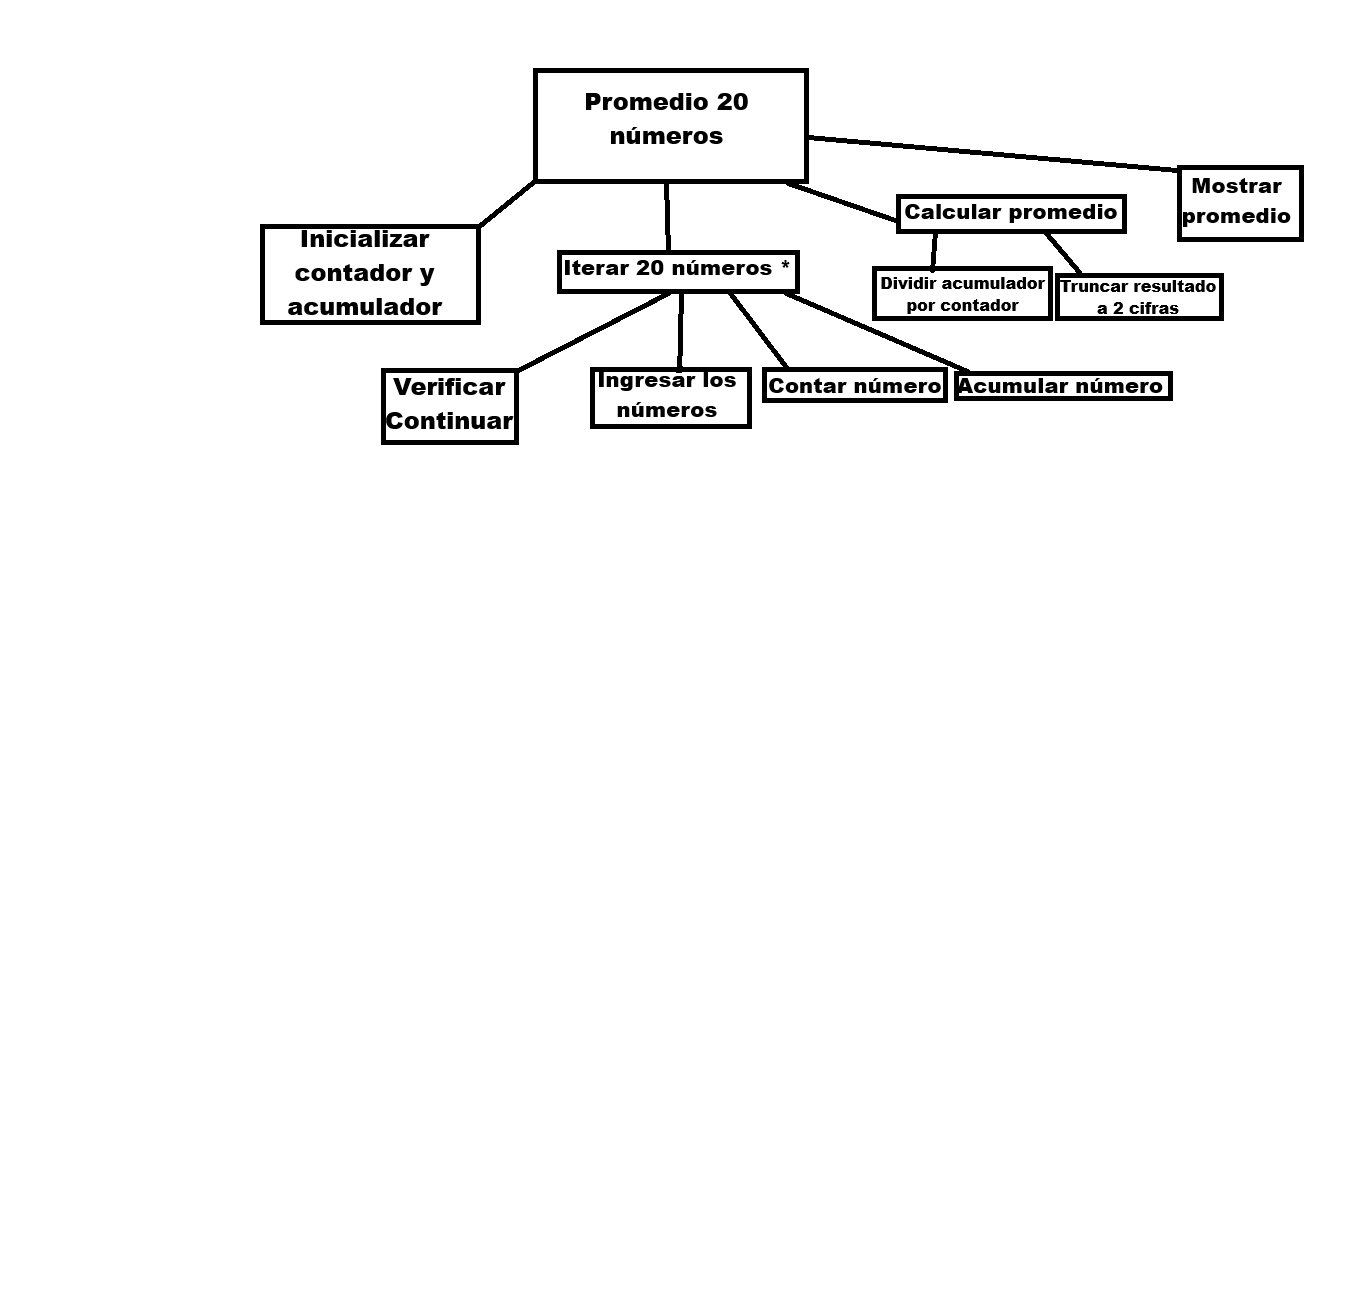 Promedio 20
números
Mostrar
promedio
Calcular promedio
Inicializar
contador y
acumulador
Iterar 20 números *
Dividir acumulador
por contador
Truncar resultado
a 2 cifras
Verificar
Continuar
Ingresar los
números
Contar número
Acumular número